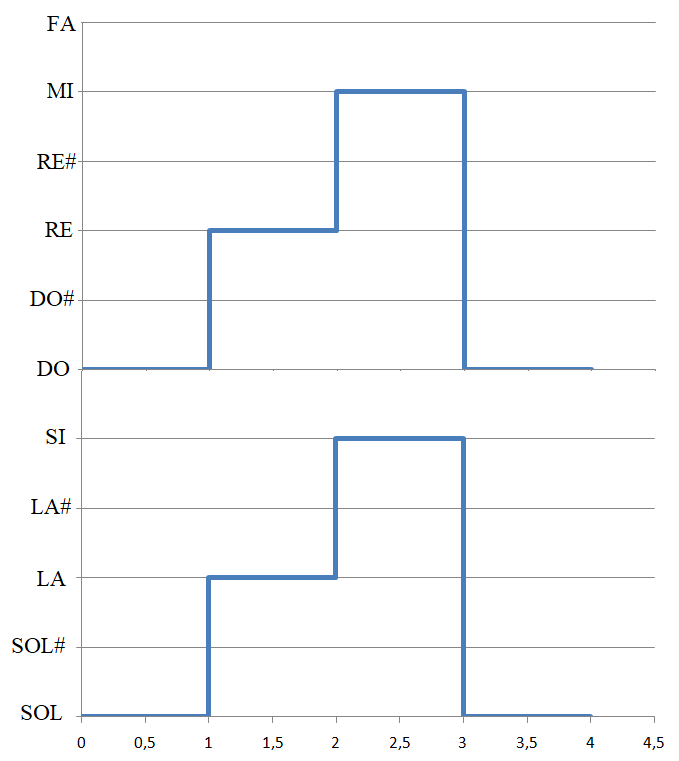 FA
MI
RE#
RE
DO#
DO
SI
LA#
LA
SOL#
SOL
0 0,5 1 1,5 2 2,5 3 3,5 4 4,5